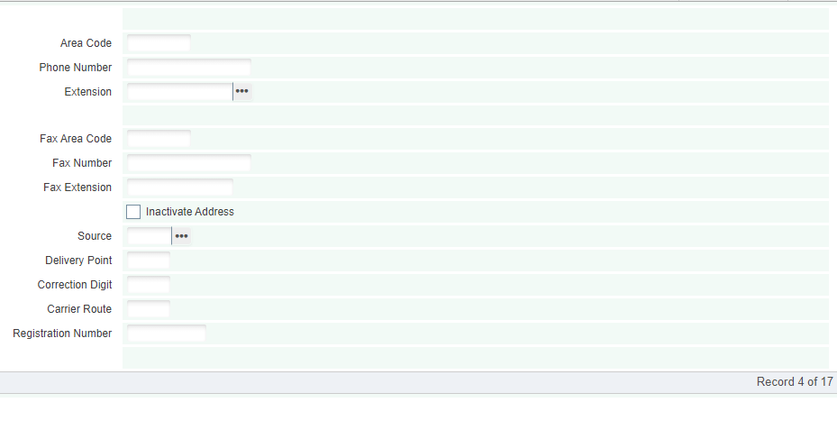 Area Code
Phone Number
Extension
Fax Area Code
Fax Number
Fax Extension
Inactivate Address
Source
Delivery Point
Correction Digit
Carrier Route
Registration Number
Record 4 of 17